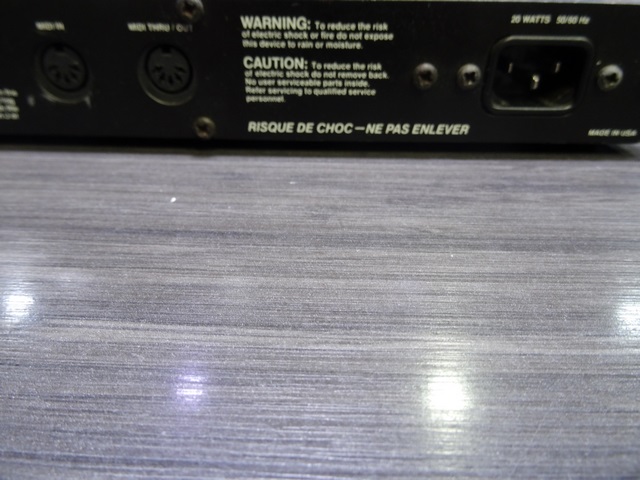 MIDI IN
MIDI THRU / OUT
WARNING: To reduce the risk
of electric shock or fire do not expose
this device to rain or moisture.
CAUTION: To reduce the risk
of electric shock do not remove back.
No user serviceable parts inside.
Refer servicing to qualified service
personnel.
RISQUE DE CHOC—NE PAS ENLEVER
20 WATTS 50/60 Hz
MADE IN USA